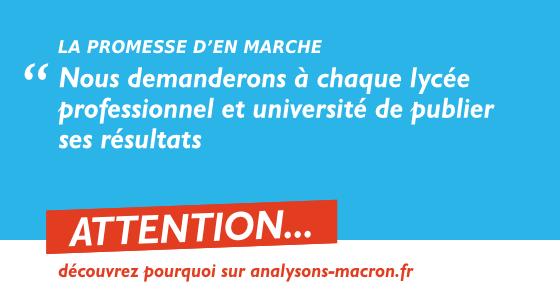 LA PROMESSE D’EN MARCHE
“ Nous demanderons à chaque lycée
professionnel et université de publier
ses résultats
ATTENTION...
découvrez pourquoi sur analysons-macron.fr